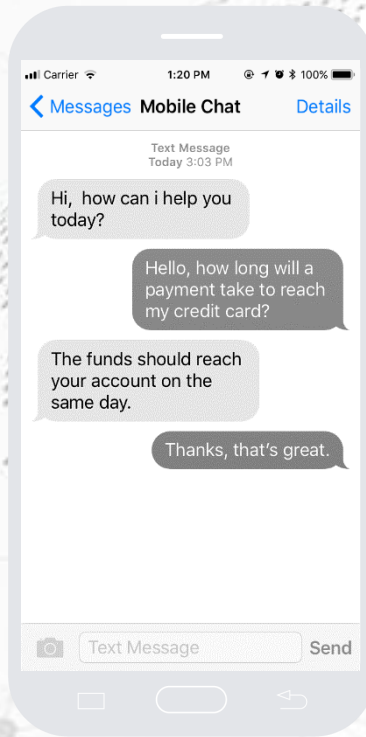 Carrier 1:20 PM 100%
Messages Mobile Chat Details
Text Message
Today 3:03 PM
Hi, how can i help you
today?
Hello, how long will a
payment take to reach
my credit card?
The funds should reach
your account on the
same day.
Thanks, that’s great.
Text Message Send